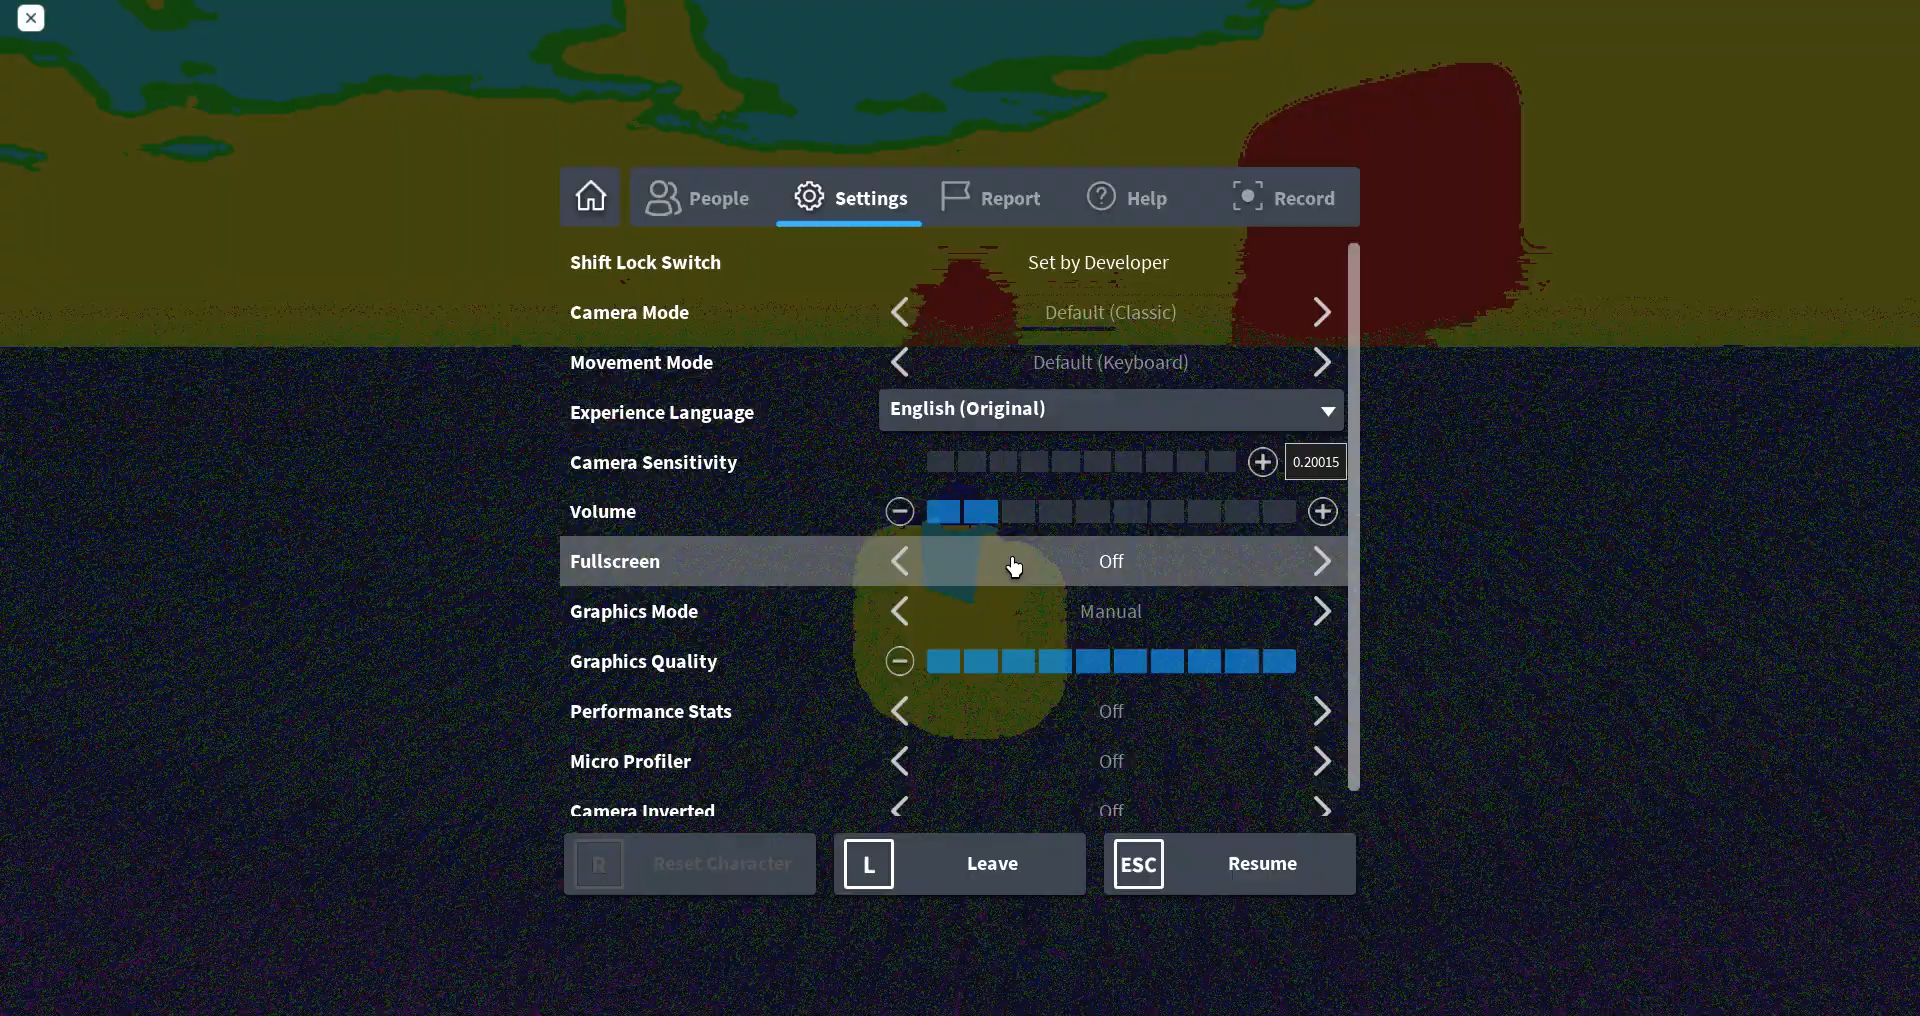 People
Settings
Report
Help
Record
Shift Lock Switch
Set by Developer
Camera Mode
Default (Classic)
Movement Mode
Default (Keyboard)
Experience Language
English (Original)
Camera Sensitivity
0.20015
Volume
Fullscreen
Off
Graphics Mode
Manual
Graphics Quality
Performance Stats
Off
Micro Profiler
Off
Camera Inverted
Off
R Reset Character
L Leave
ESC Resume